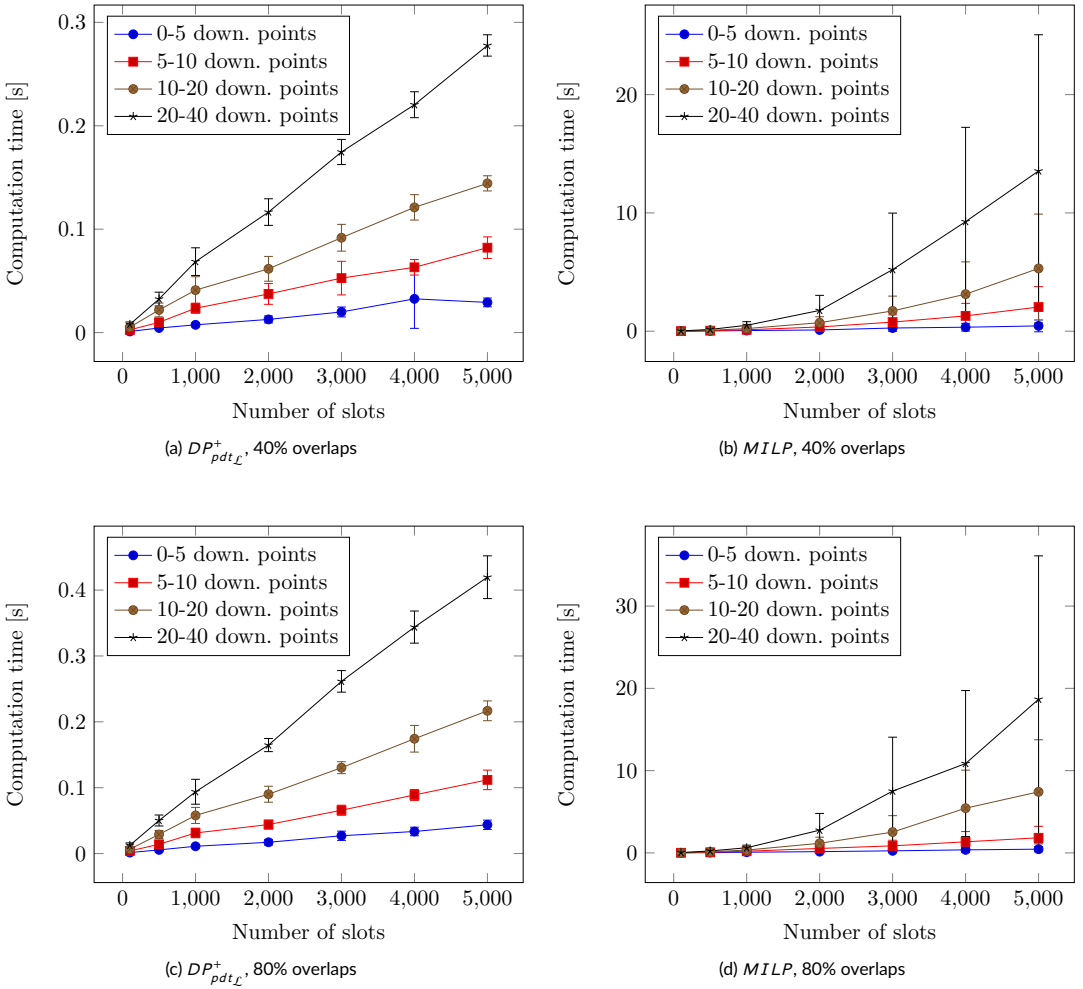 0-5 down. points
5-10 down. points
10-20 down. points
20-40 down. points
Computation time [s]
0.3
0.2
0.1
0
0 1,000 2,000 3,000 4,000 5,000
Number of slots
(a) DP⁺pdt_ℒ, 40% overlaps
0-5 down. points
5-10 down. points
10-20 down. points
20-40 down. points
Computation time [s]
20
10
0
0 1,000 2,000 3,000 4,000 5,000
Number of slots
(b) MILP, 40% overlaps
0-5 down. points
5-10 down. points
10-20 down. points
20-40 down. points
Computation time [s]
0.4
0.3
0.2
0.1
0
0 1,000 2,000 3,000 4,000 5,000
Number of slots
(c) DP⁺pdt_ℒ, 80% overlaps
0-5 down. points
5-10 down. points
10-20 down. points
20-40 down. points
Computation time [s]
30
20
10
0
0 1,000 2,000 3,000 4,000 5,000
Number of slots
(d) MILP, 80% overlaps